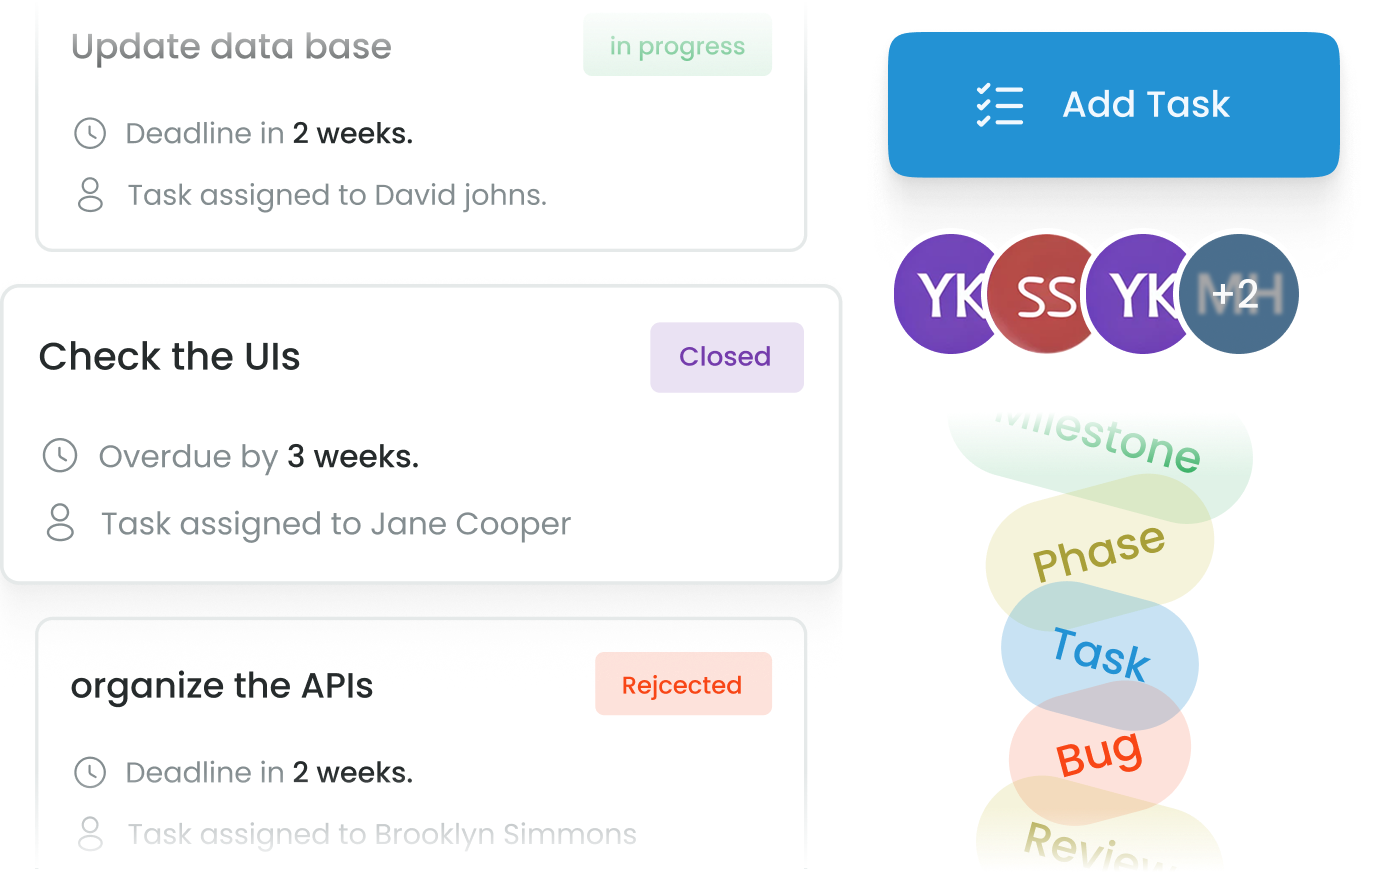 Update data base
in progress
Deadline in 2 weeks.
Task assigned to David johns.
Check the UIs
Closed
Overdue by 3 weeks.
Task assigned to Jane Cooper
organize the APIs
Rejcected
Deadline in 2 weeks.
Task assigned to Brooklyn Simmons
Add Task
YK
SS
YK
MH
+2
Milestone
Phase
Task
Bug
Review